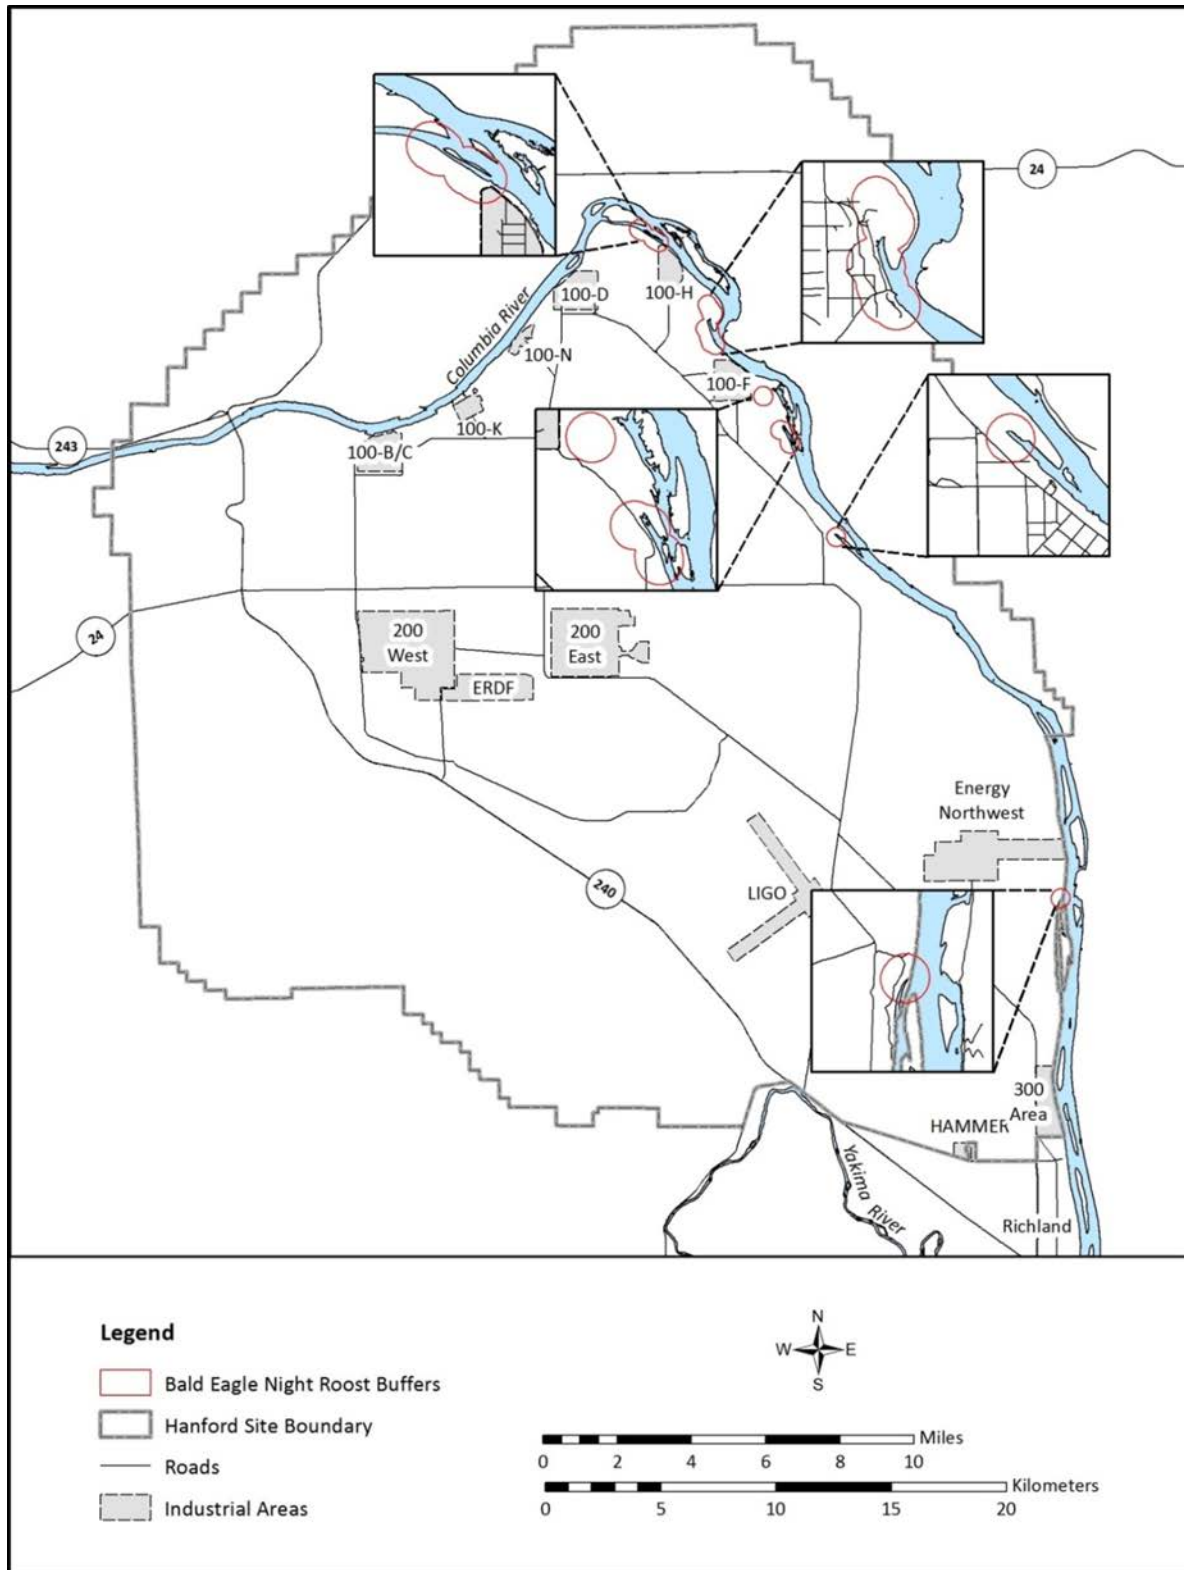 24
100-D
100-H
Columbia River
100-N
100-F
100-K
243
100-B/C
24
200
West
200
East
ERDF
Energy
Northwest
LIGO
240
300
Area
HAMMER
Yakima
River
Richland
Legend
Bald Eagle Night Roost Buffers
Hanford Site Boundary
Roads
Industrial Areas
N
W E
S
Miles
0 2 4 6 8 10
Kilometers
0 5 10 15 20